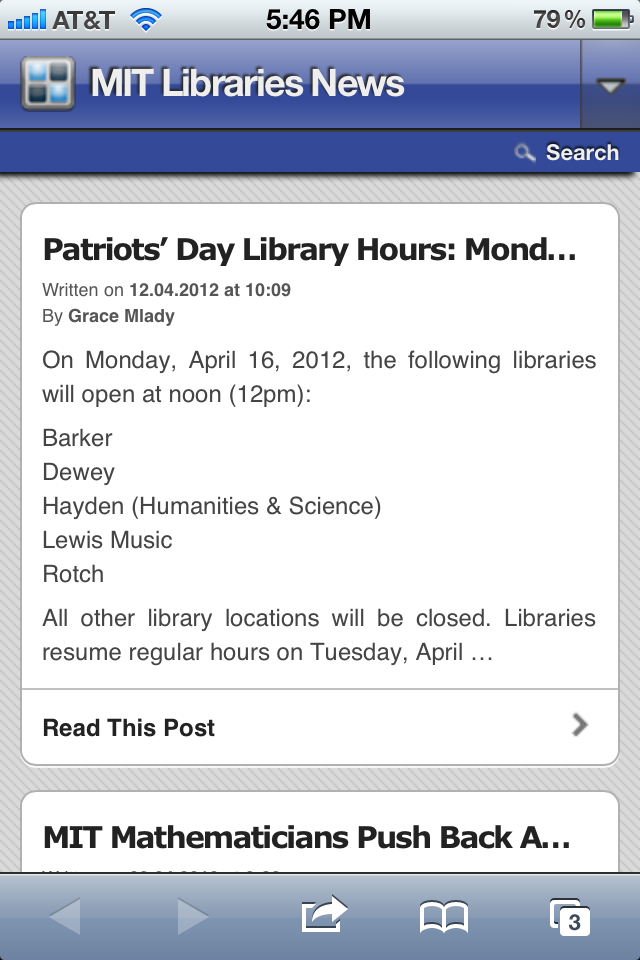 AT&T 5:46 PM 79%
MIT Libraries News
Search
Patriots’ Day Library Hours: Mond…
Written on 12.04.2012 at 10:09
By Grace Mlady
On Monday, April 16, 2012, the following libraries
will open at noon (12pm):
Barker
Dewey
Hayden (Humanities & Science)
Lewis Music
Rotch
All other library locations will be closed. Libraries
resume regular hours on Tuesday, April …
Read This Post
MIT Mathematicians Push Back A…
3